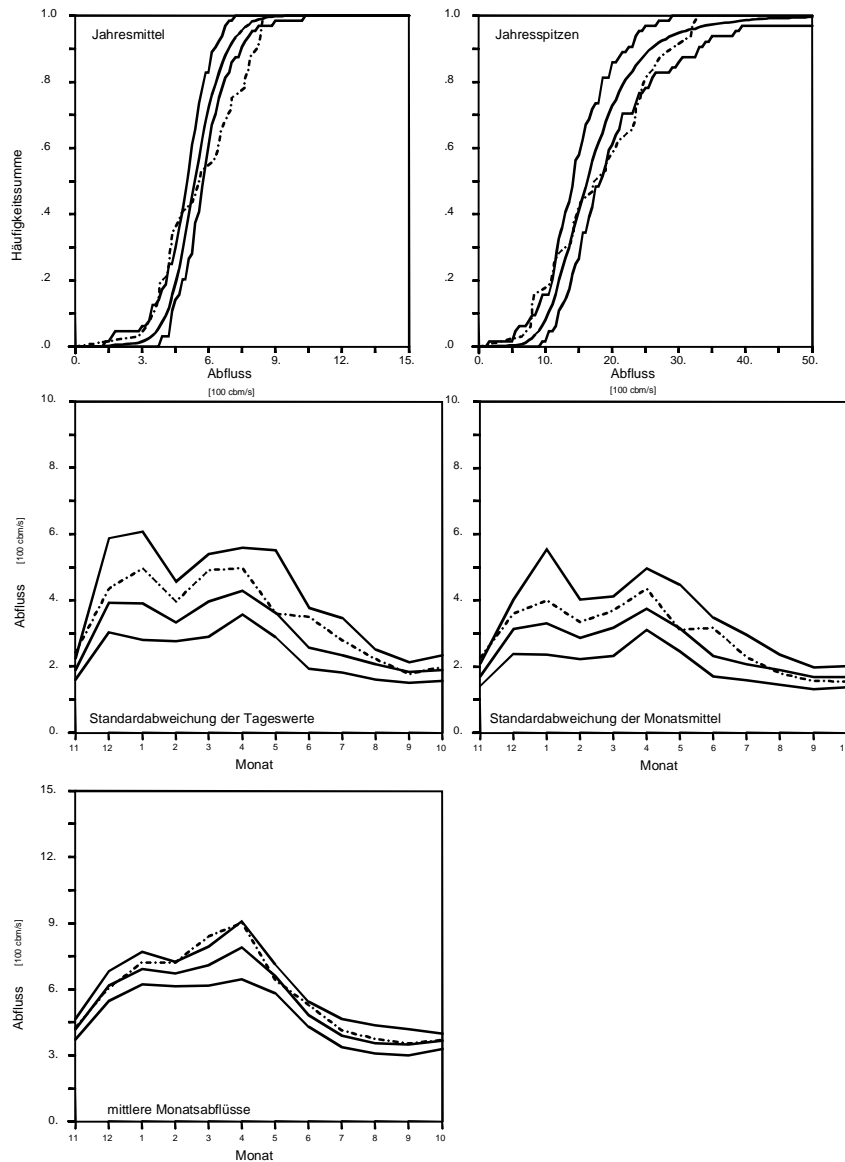 1.0
.8
.6
.4
.2
.0
Häufigkeitssumme
Jahresmittel
0. 3. 6. 9. 12. 15.
Abfluss
[100 cbm/s]
1.0
.8
.6
.4
.2
.0
Jahresspitzen
0. 10. 20. 30. 40. 50.
Abfluss
[100 cbm/s]
10.
8.
6.
4.
2.
0.
Abfluss [100 cbm/s]
Standardabweichung der Tageswerte
11 12 1 2 3 4 5 6 7 8 9 10
Monat
10.
8.
6.
4.
2.
0.
Standardabweichung der Monatsmittel
11 12 1 2 3 4 5 6 7 8 9 1
Monat
15.
12.
9.
6.
3.
0.
Abfluss [100 cbm/s]
mittlere Monatsabflüsse
11 12 1 2 3 4 5 6 7 8 9 10
Monat